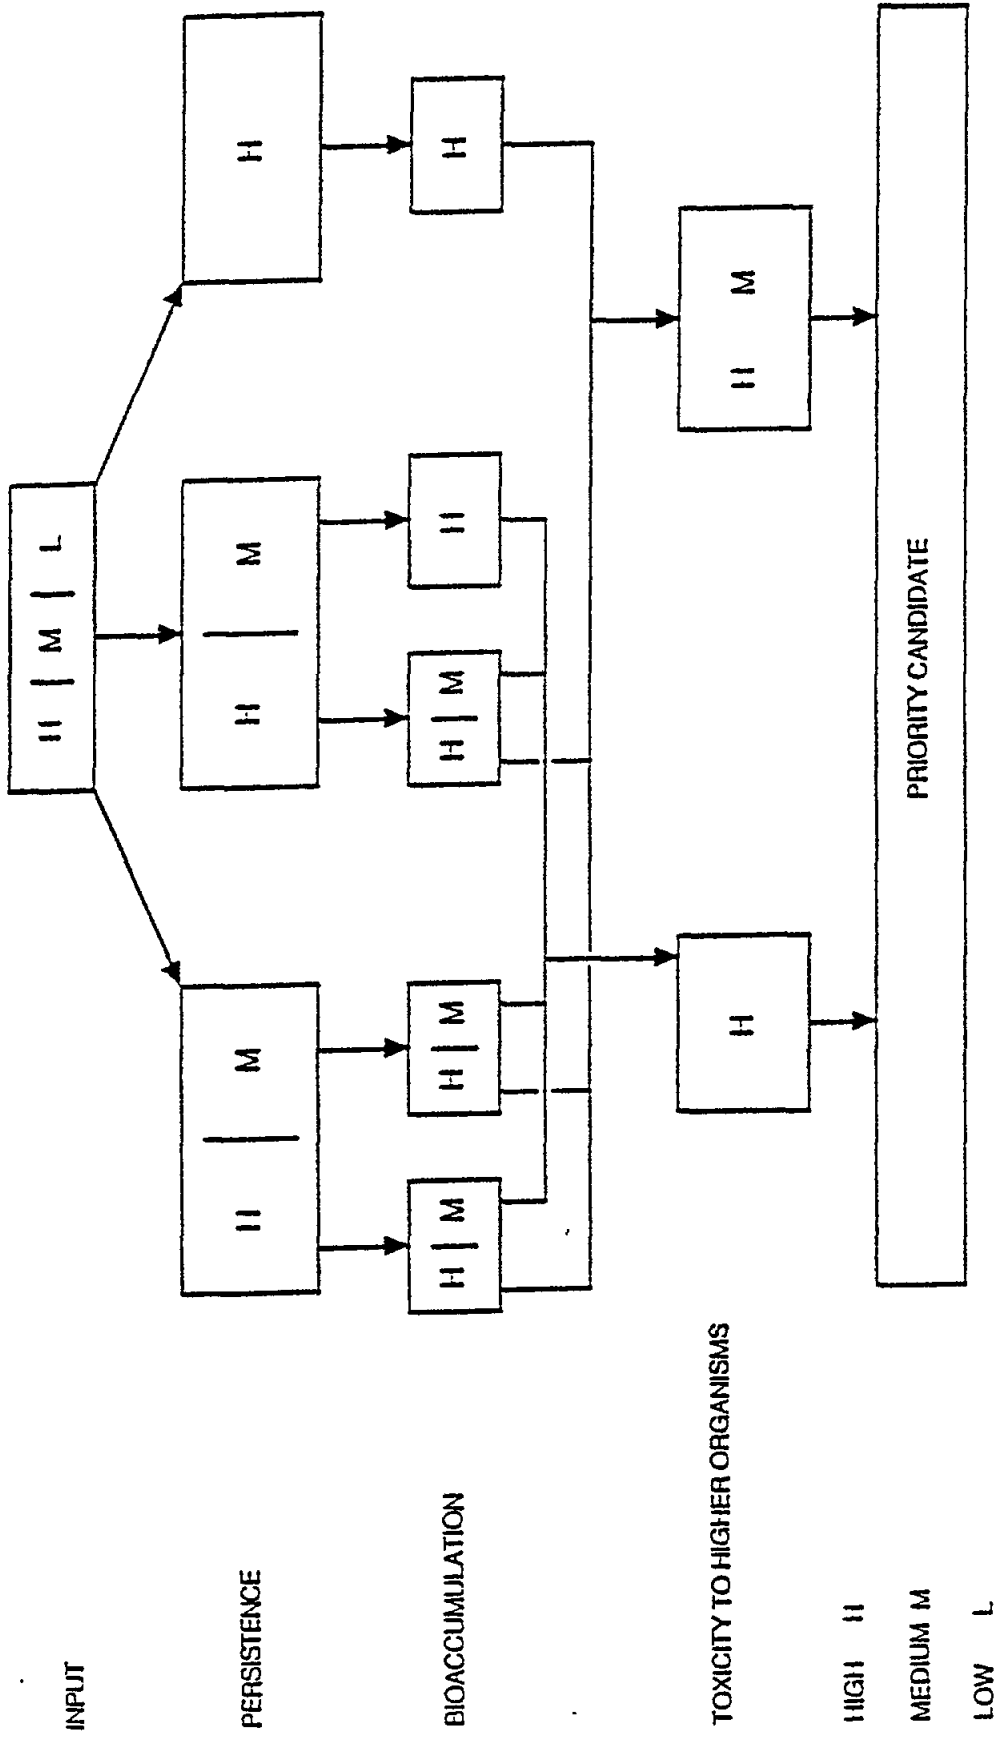 INPUT H | M | L
PERSISTENCE H | M H | M H
BIOACCUMULATION H | M H | M H | M H H
TOXICITY TO HIGHER ORGANISMS H H M
HIGH H
MEDIUM M
PRIORITY CANDIDATE
LOW L